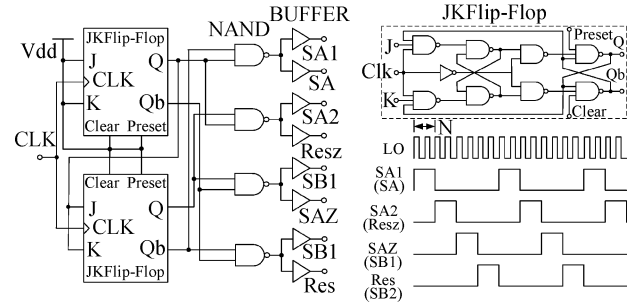 BUFFER
NAND
JKFlip-Flop
Vdd
J
Q
CLK
K
Qb
Clear Preset
CLK
Clear Preset
J
Q
CLK
K
Qb
JKFlip-Flop
SA1
SA
SA2
Resz
SB1
SAZ
SB1
Res
JKFlip-Flop
Preset
Q
J
Clk
Qb
K
Clear
N
LO
SA1
(SA)
SA2
(Resz)
SAZ
(SB1)
Res
(SB2)